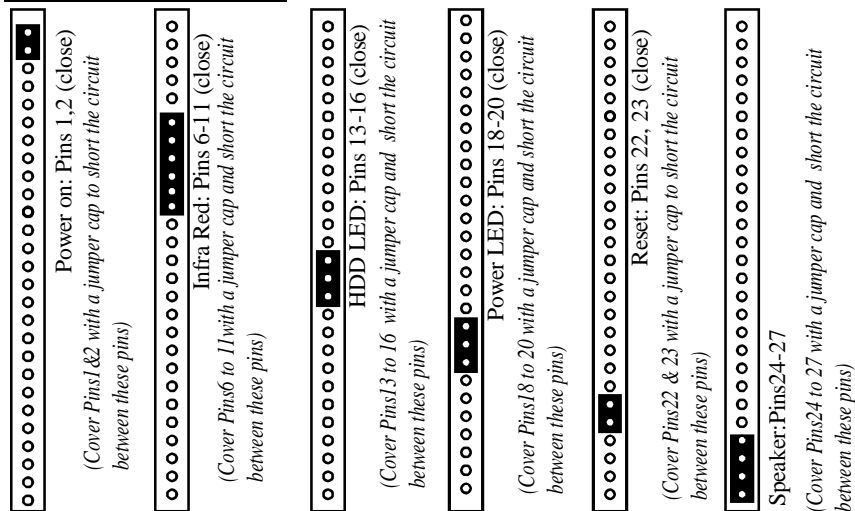 Power on: Pins 1,2 (close)
(Cover Pins1&2 with a jumper cap to short the circuit
between these pins)
Infra Red: Pins 6-11 (close)
(Cover Pins6 to 11with a jumper cap and short the circuit
between these pins)
HDD LED: Pins 13-16 (close)
(Cover Pins13 to 16 with a jumper cap and short the circuit
between these pins)
Power LED: Pins 18-20 (close)
(Cover Pins18 to 20 with a jumper cap and short the circuit
between these pins)
Reset: Pins 22, 23 (close)
(Cover Pins22 & 23 with a jumper cap to short the circuit
between these pins)
Speaker:Pins24-27
(Cover Pins24 to 27 with a jumper cap and short the circuit
between these pins)